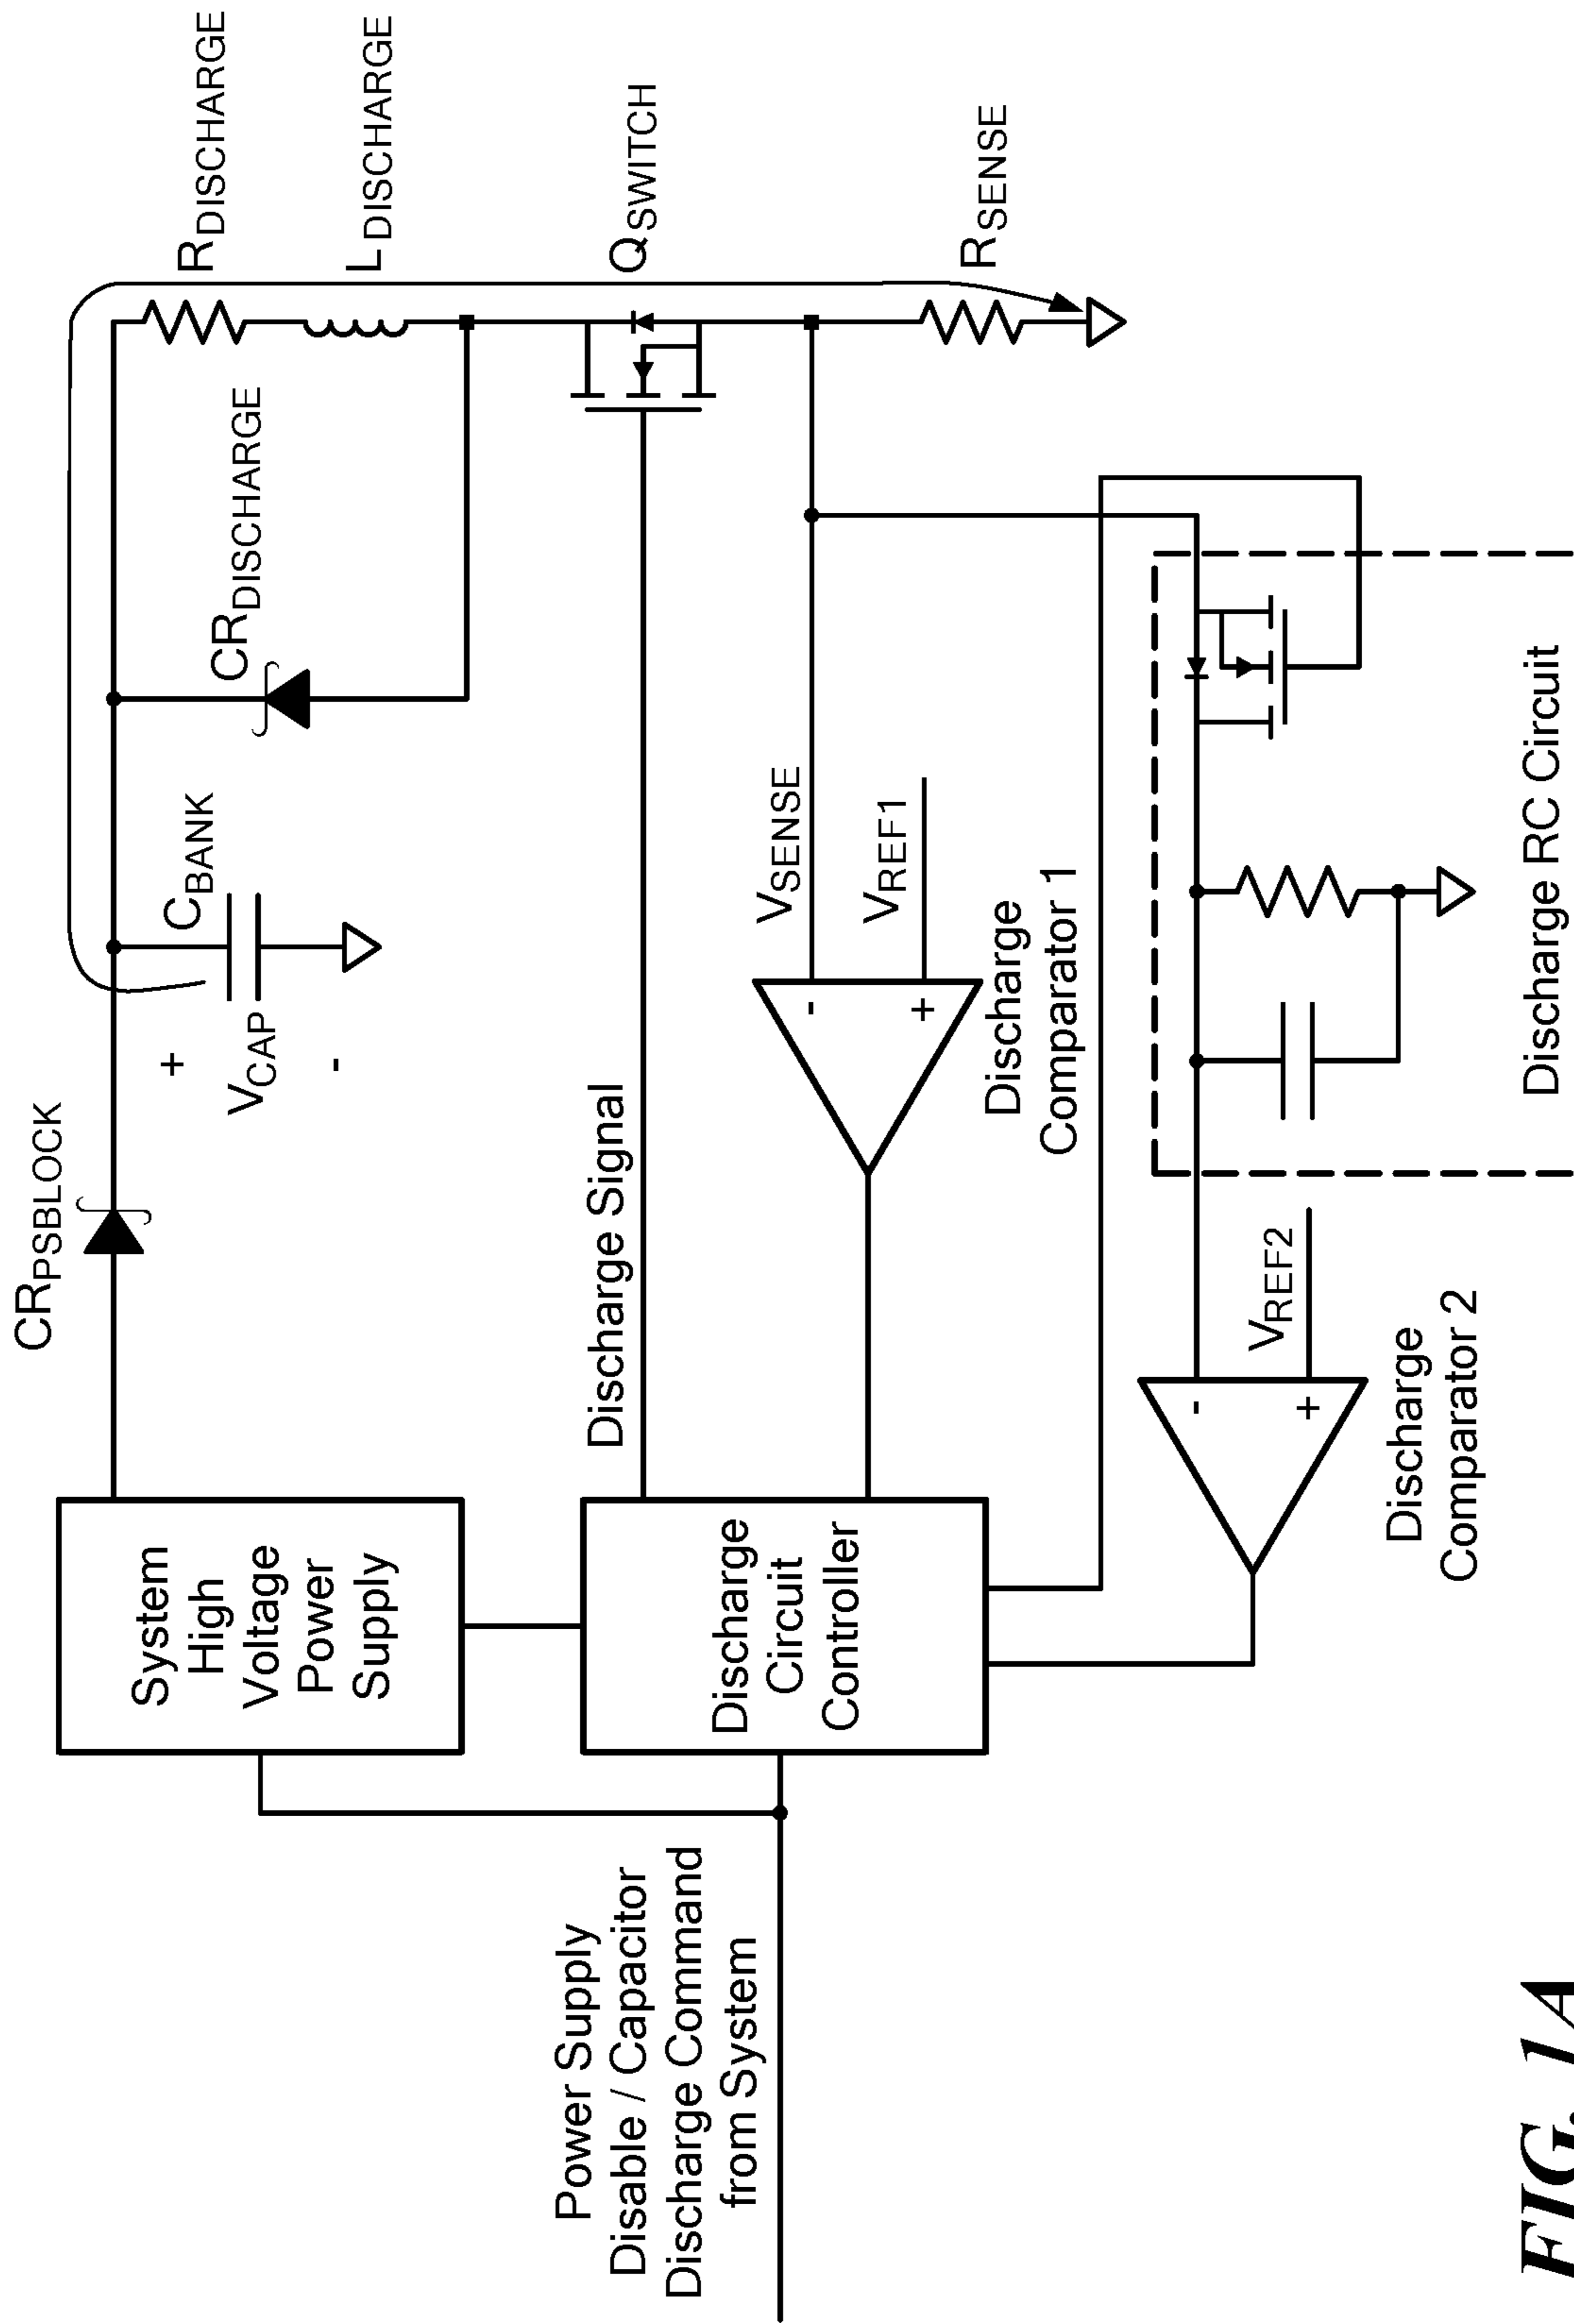 CRPSBLOCK
+
VCAP
-
CBANK
CRDISCHARGE
RDISCHARGE
LDISCHARGE
QSWITCH
RSENSE
System
High
Voltage
Power
Supply
Discharge Signal
Discharge
Circuit
Controller
VSENSE
VREF1
-
+
Discharge
Comparator 1
Power Supply
Disable / Capacitor
Discharge Command
from System
VREF2
-
+
Discharge
Comparator 2
Discharge RC Circuit
FIG. 1A